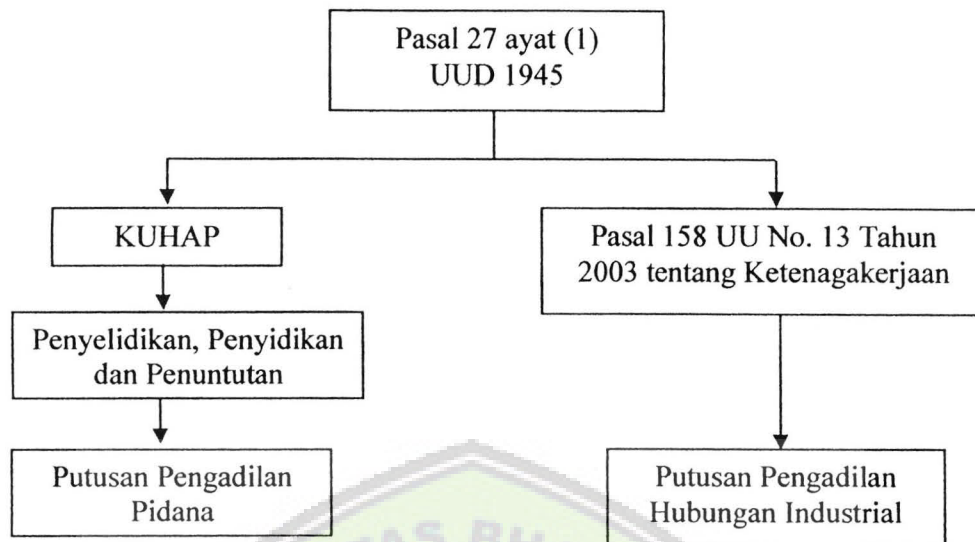 Pasal 27 ayat (1)
UUD 1945
KUHAP
Pasal 158 UU No. 13 Tahun
2003 tentang Ketenagakerjaan
Penyelidikan, Penyidikan
dan Penuntutan
Putusan Pengadilan
Pidana
Putusan Pengadilan
Hubungan Industrial